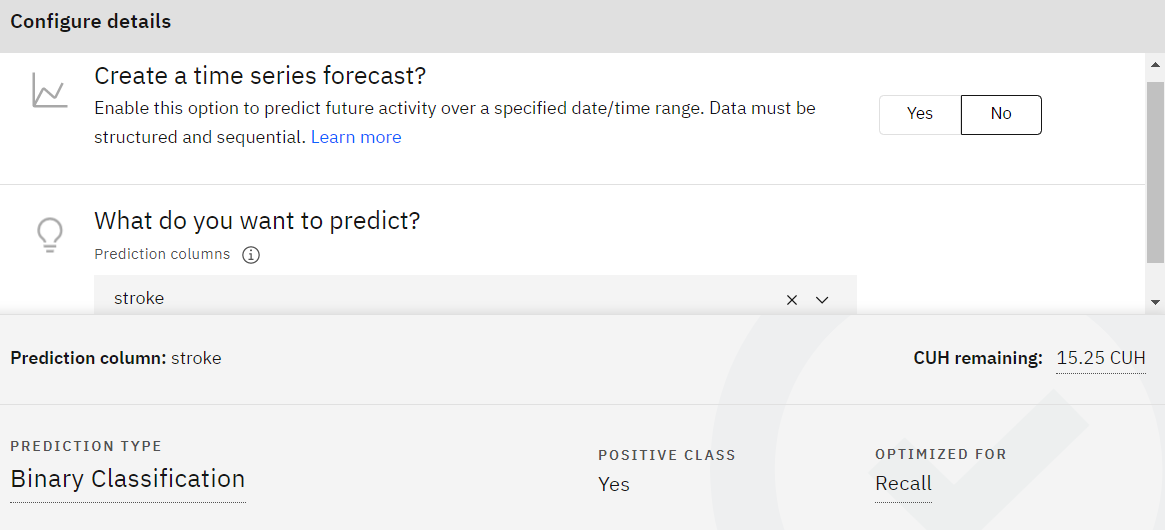 Configure details
Create a time series forecast?
Enable this option to predict future activity over a specified date/time range. Data must be
structured and sequential. Learn more
Yes
No
What do you want to predict?
Prediction columns
stroke
Prediction column: stroke
CUH remaining: 15.25 CUH
PREDICTION TYPE
Binary Classification
POSITIVE CLASS
Yes
OPTIMIZED FOR
Recall